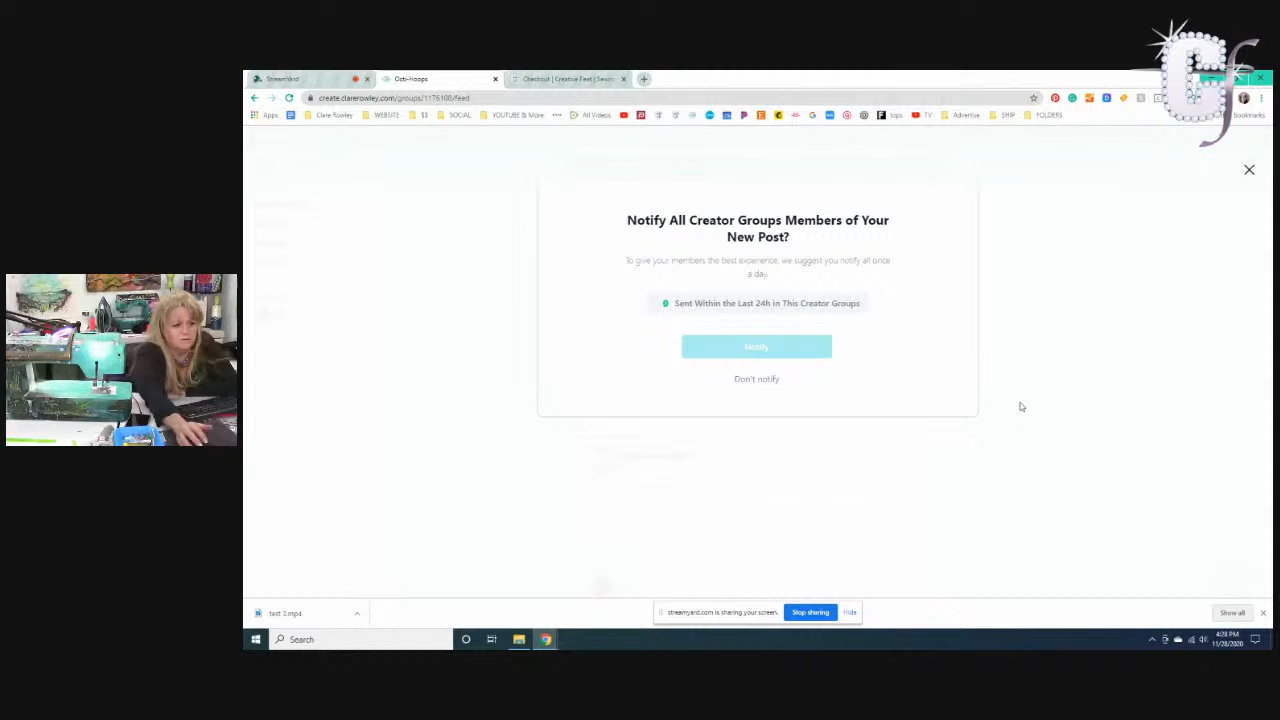 StreamYard
Octi-Hoops
Checkout | Creative Feet | Sewin
create.clarerowley.com/groups/1176108/feed
Apps
Clare Rowley
WEBSITE
$$
SOCIAL
YOUTUBE & More.
All Videos
tops
TV
Advertise
SHIP
FOLDERS
bookmarks
Cf
Notify All Creator Groups Members of Your
New Post?
To give your members the best experience, we suggest you notify all once
a day.
0 Sent Within the Last 24h in This Creator Groups
Notify
Don't notify
test 3.mp4
streamyard.com is sharing your screen.
Stop sharing
Hide
Show all
Search
4:28 PM
11/28/2020